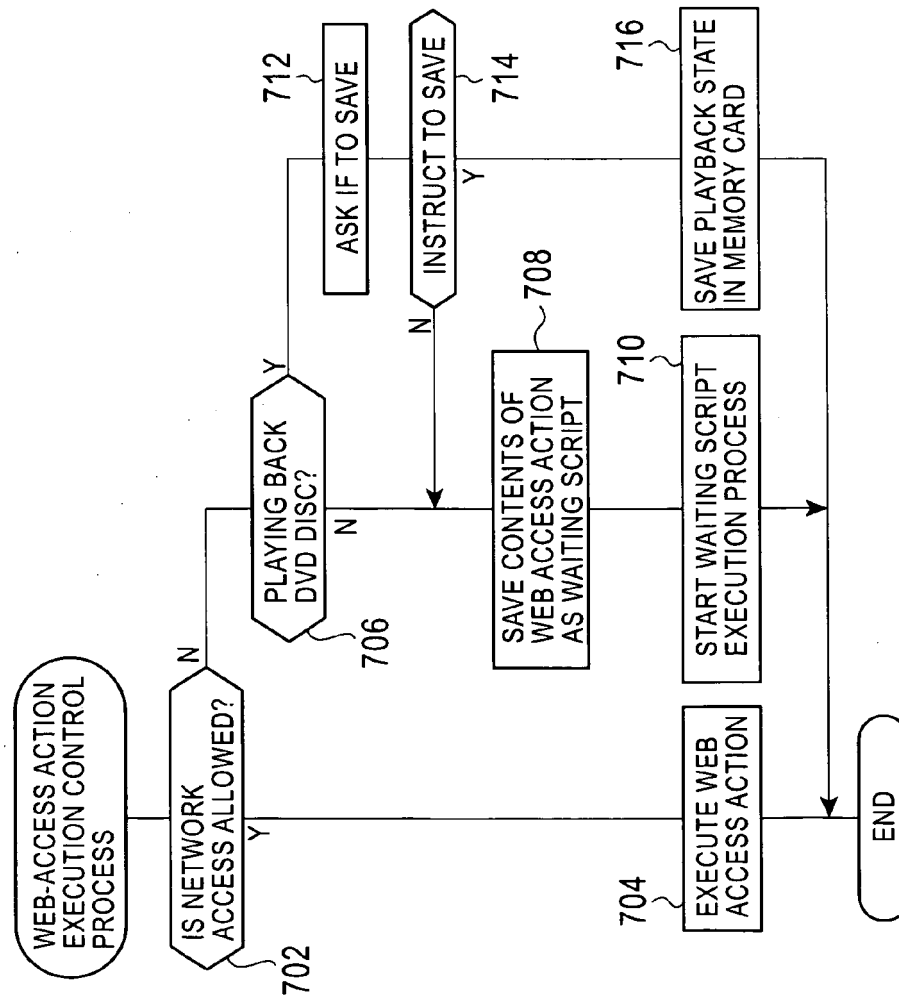 WEB-ACCESS ACTION
EXECUTION CONTROL
PROCESS
IS NETWORK
ACCESS ALLOWED?
702
N
Y
PLAYING BACK
DVD DISC?
706
Y
N
712
ASK IF TO SAVE
INSTRUCT TO SAVE
714
N
Y
SAVE CONTENTS OF
WEB ACCESS ACTION
AS WAITING SCRIPT
708
704
EXECUTE WEB
ACCESS ACTION
710
START WAITING SCRIPT
EXECUTION PROCESS
716
SAVE PLAYBACK STATE
IN MEMORY CARD
END